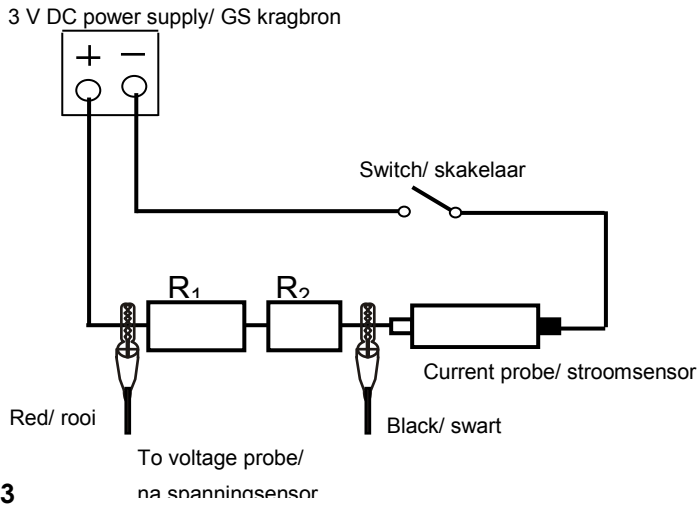 3 V DC power supply/ GS kragbron
+ −
Switch/ skakelaar
R₁ R₂
Current probe/ stroomsensor
Red/ rooi
Black/ swart
To voltage probe/
na spanningsensor
3